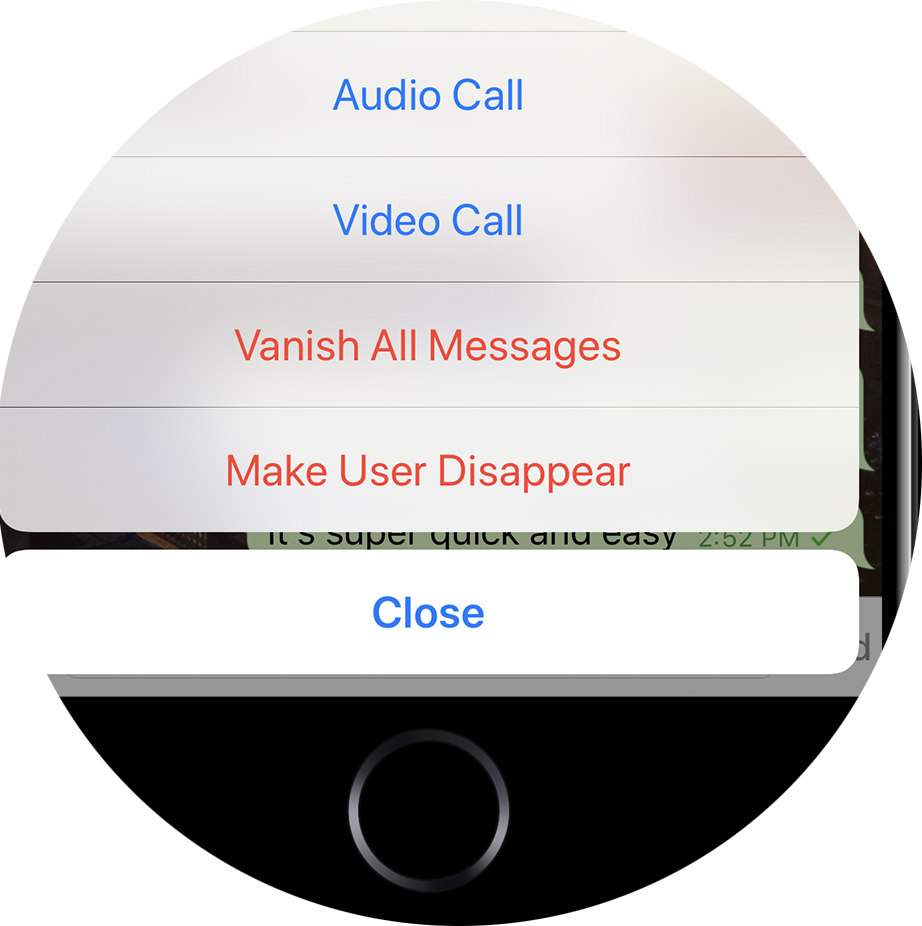 Audio Call
Video Call
Vanish All Messages
Make User Disappear
It's super quick and easy 2:52 PM
Close